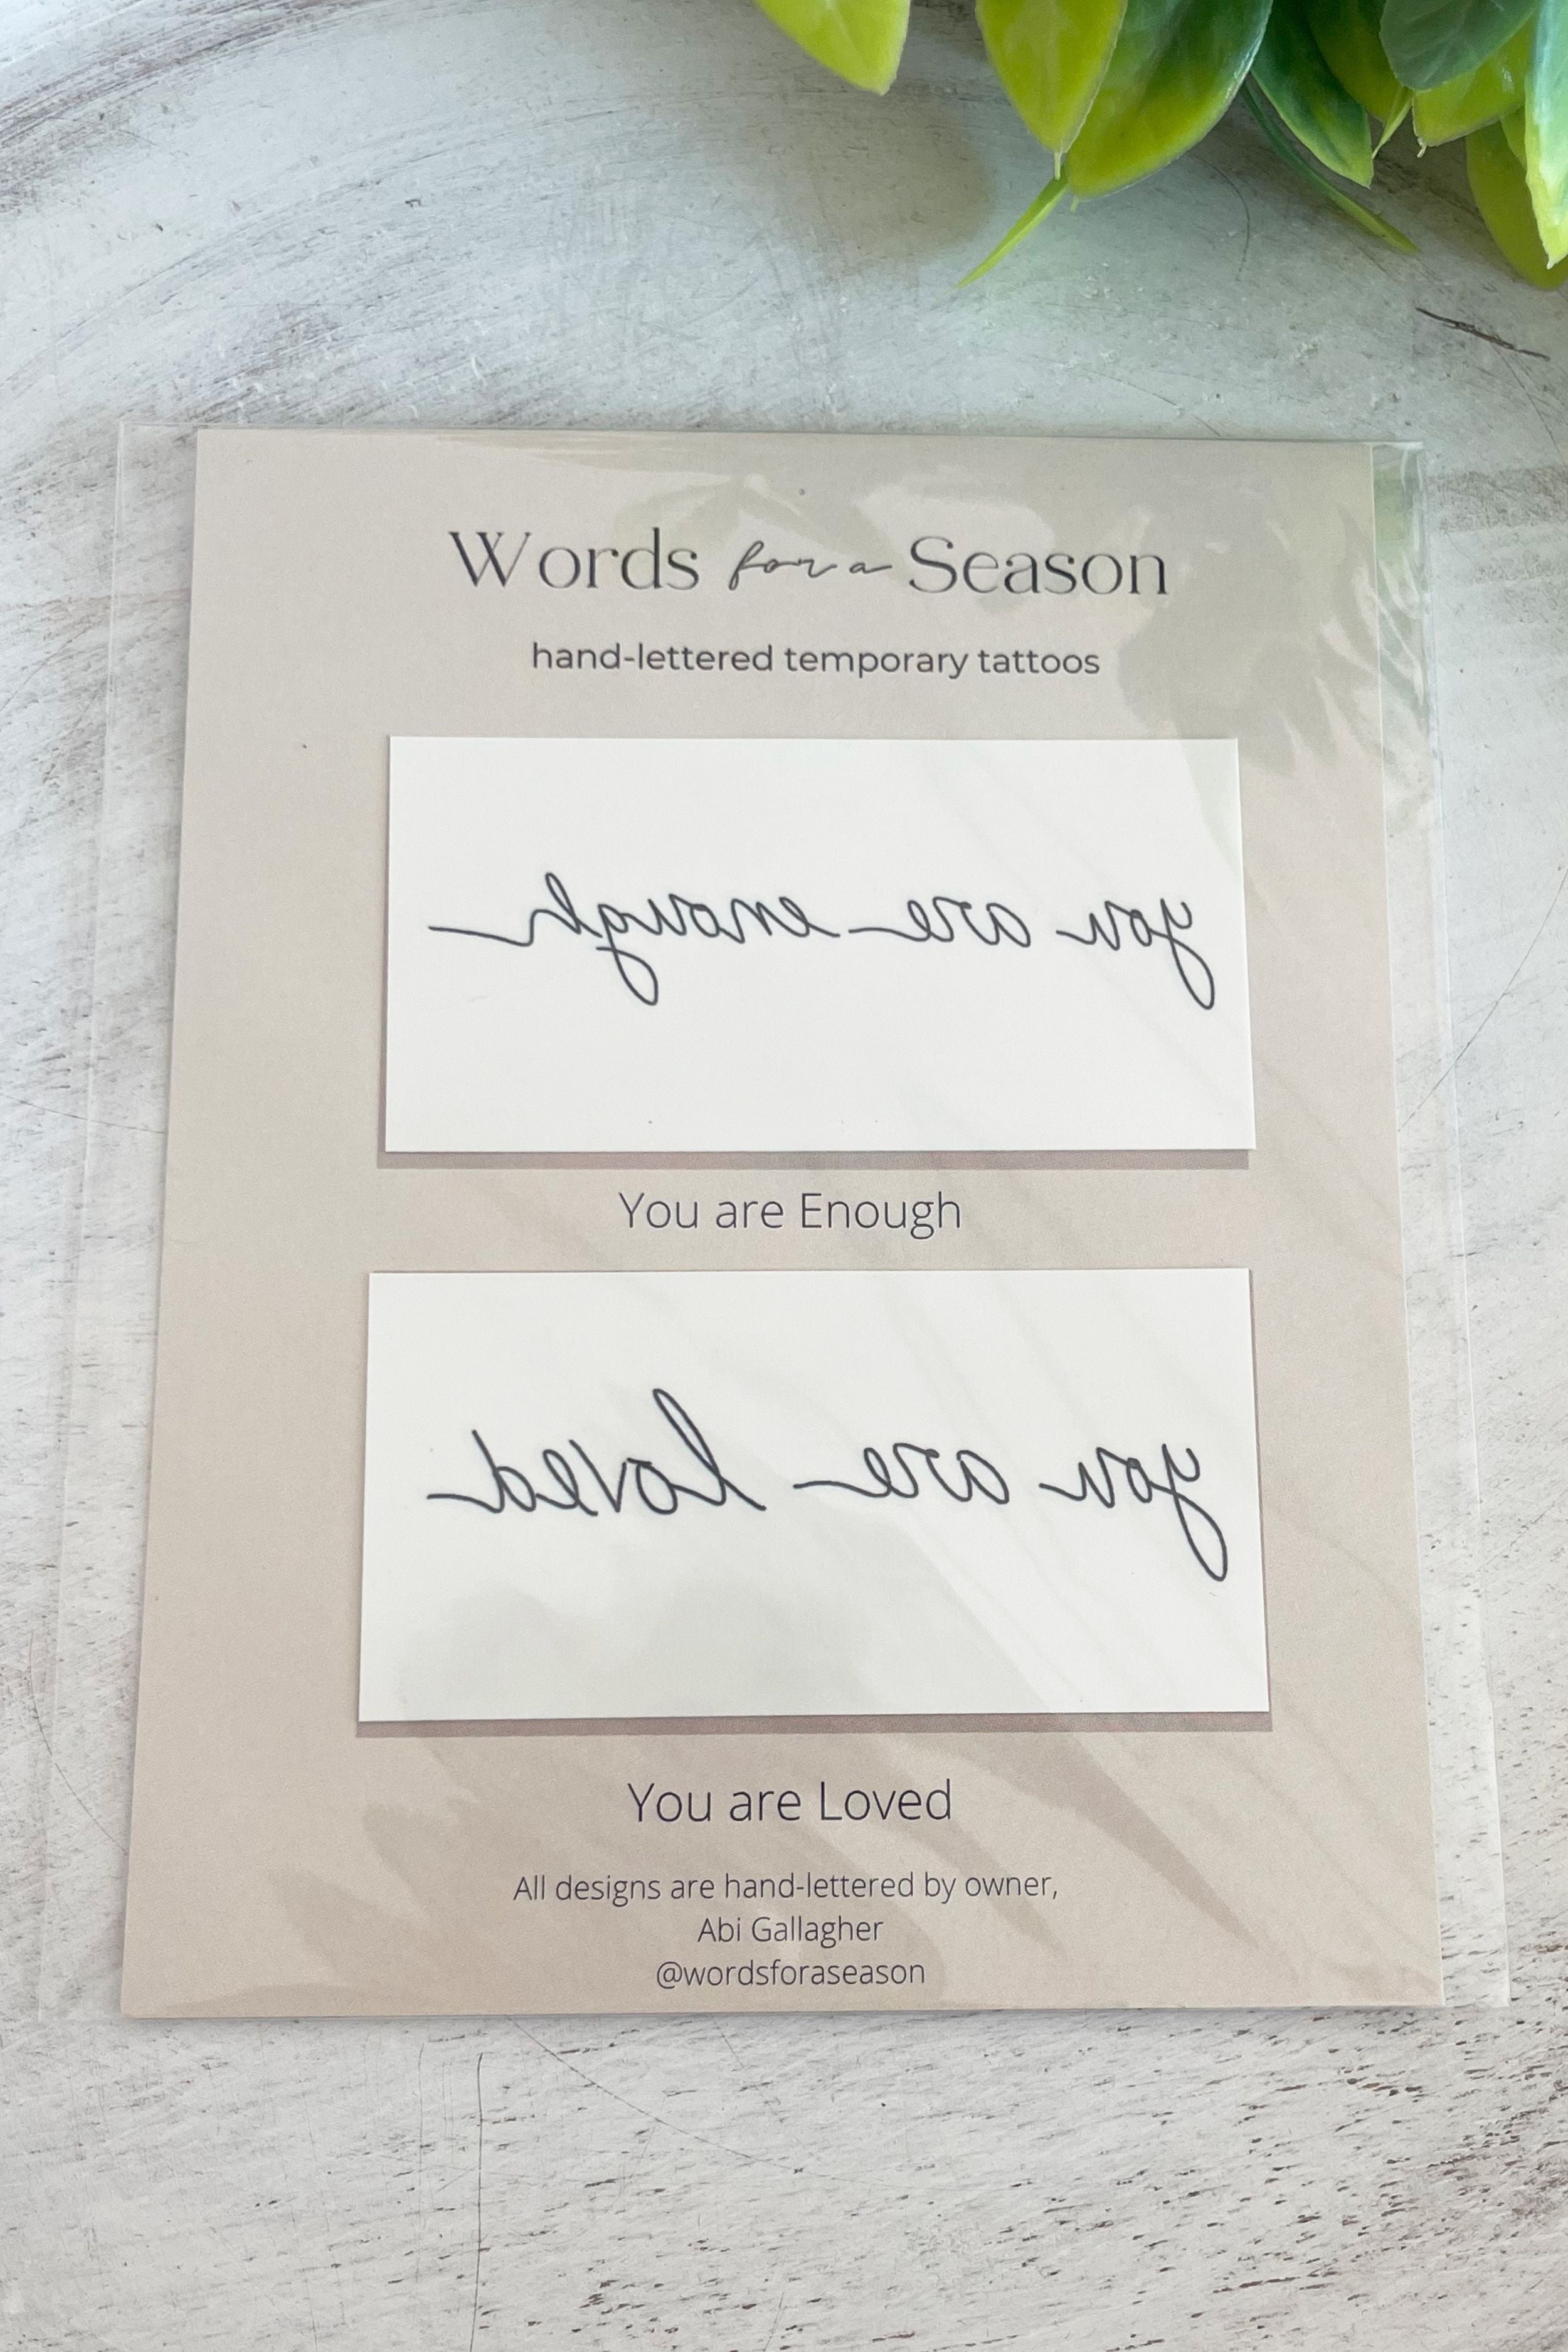 Words for a Season
hand-lettered temporary tattoos
you are enough
You are Enough
you are loved
You are Loved
All designs are hand-lettered by owner,
Abi Gallagher
@wordsforaseason